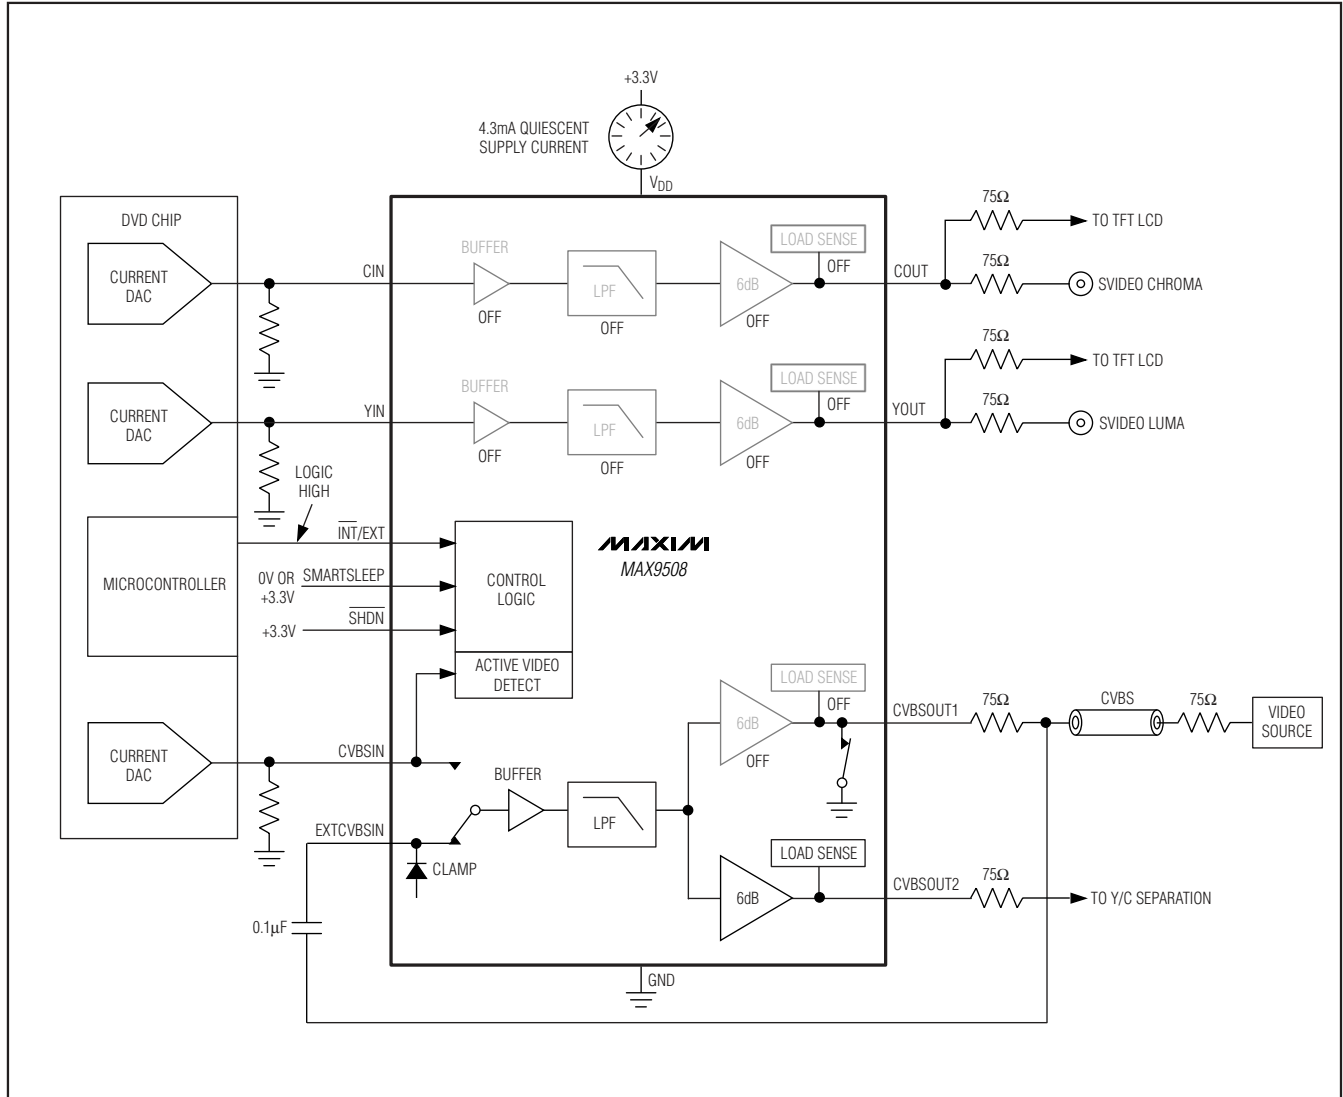 +3.3V
4.3mA QUIESCENT
SUPPLY CURRENT
VDD
DVD CHIP
CURRENT
DAC
CIN
BUFFER
OFF
LPF
OFF
6dB
OFF
LOAD SENSE
OFF
COUT
75Ω
TO TFT LCD
75Ω
SVIDEO CHROMA
CURRENT
DAC
YIN
BUFFER
OFF
LPF
OFF
6dB
OFF
LOAD SENSE
OFF
YOUT
75Ω
TO TFT LCD
75Ω
SVIDEO LUMA
LOGIC
HIGH
MICROCONTROLLER
INT/EXT
0V OR
+3.3V
SMARTSLEEP
+3.3V
SHDN
CONTROL
LOGIC
ACTIVE VIDEO
DETECT
MAXIM
MAX9508
CURRENT
DAC
CVBSIN
EXTCVBSIN
CLAMP
0.1µF
BUFFER
LPF
6dB
OFF
LOAD SENSE
OFF
CVBSOUT1
75Ω
CVBS
75Ω
VIDEO
SOURCE
6dB
LOAD SENSE
CVBSOUT2
75Ω
TO Y/C SEPARATION
GND